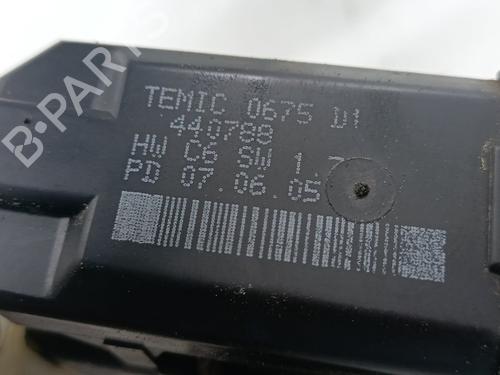 TEMIC 0675 D1
440788
HW C6 SW 1.7
PD 07.06.05
B-PARTS